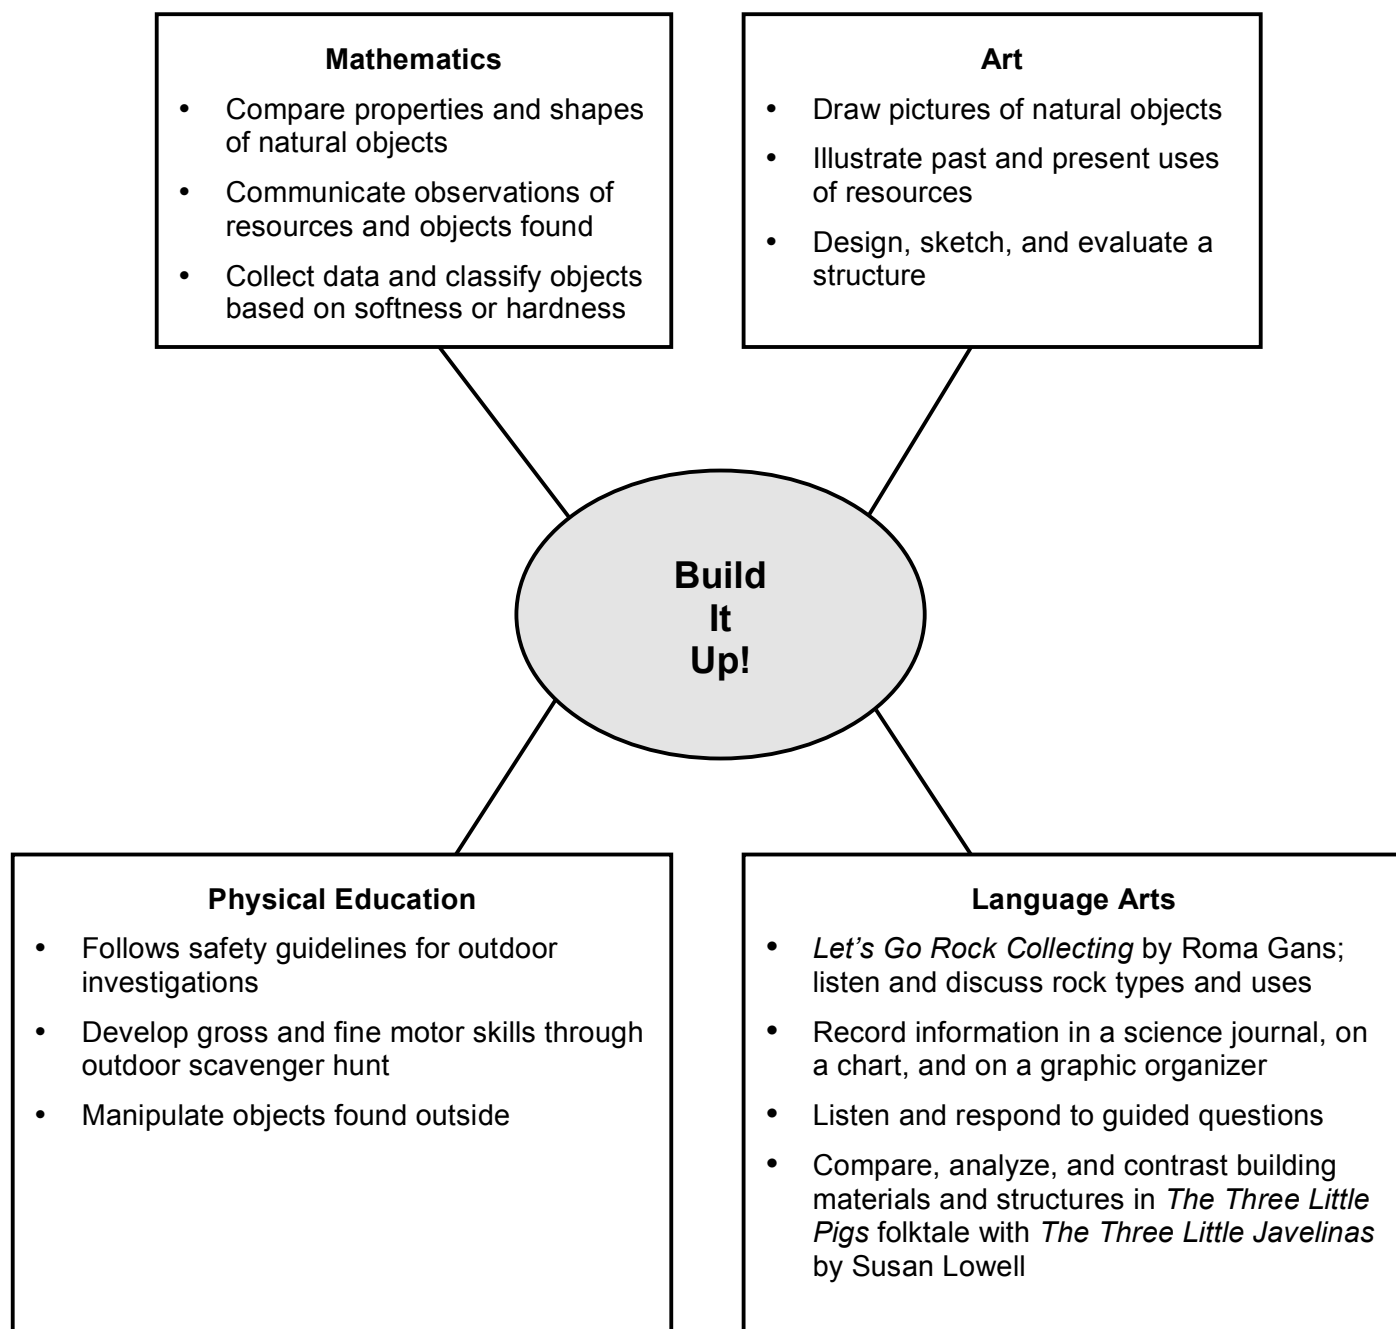 Mathematics
• Compare properties and shapes
of natural objects
• Communicate observations of
resources and objects found
• Collect data and classify objects
based on softness or hardness
Art
• Draw pictures of natural objects
• Illustrate past and present uses
of resources
• Design, sketch, and evaluate a
structure
Build
It
Up!
Physical Education
• Follows safety guidelines for outdoor
investigations
• Develop gross and fine motor skills through
outdoor scavenger hunt
• Manipulate objects found outside
Language Arts
• Let’s Go Rock Collecting by Roma Gans;
listen and discuss rock types and uses
• Record information in a science journal, on
a chart, and on a graphic organizer
• Listen and respond to guided questions
• Compare, analyze, and contrast building
materials and structures in The Three Little
Pigs folktale with The Three Little Javelinas
by Susan Lowell